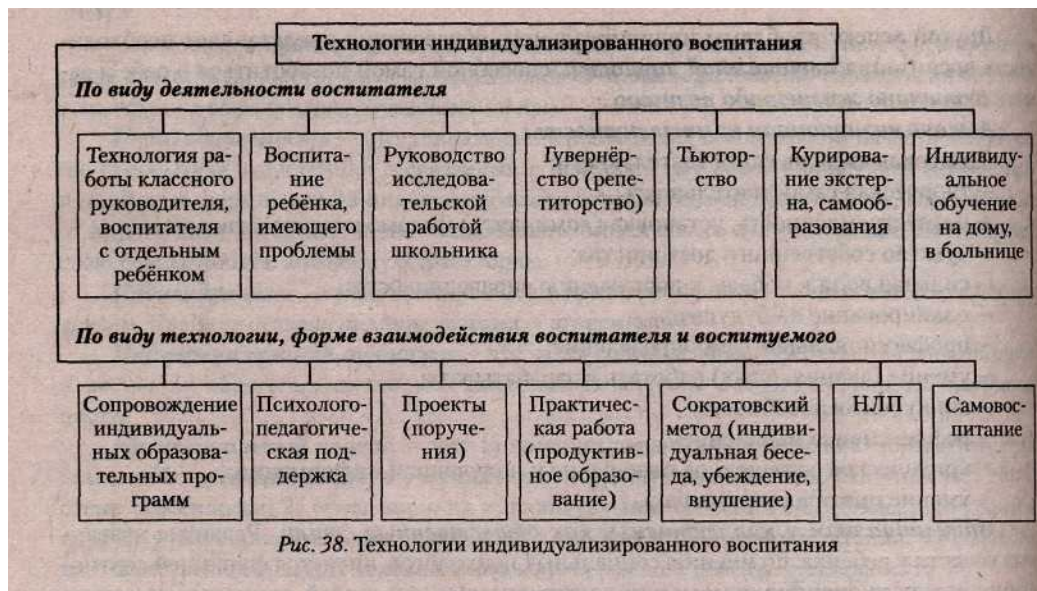 Технологии индивидуализированного воспитания
По виду деятельности воспитателя
Технология ра-
боты классного
руководителя,
воспитателя
с отдельным
ребёнком
Воспита-
ние
ребёнка,
имеющего
проблемы
Руководство
исследова-
тельской
работой
школьника
Гувернёр-
ство (репе-
титорство)
Тьютор-
ство
Курирова-
ние экстер-
на, самооб-
разования
Индивиду-
альное
обучение
на дому,
в больнице
По виду технологии, форме взаимодействия воспитателя и воспитуемого
Сопровождение
индивидуаль-
ных образова-
тельных про-
грамм
Психолого-
педагогиче-
ская под-
держка
Проекты
(поруче-
ния)
Практичес-
кая работа
(продуктив-
ное образо-
вание)
Сократовский
метод (индиви-
дуальная бесе-
да, убеждение,
внушение)
НЛП
Самовос-
питание
Рис. 38. Технологии индивидуализированного воспитания